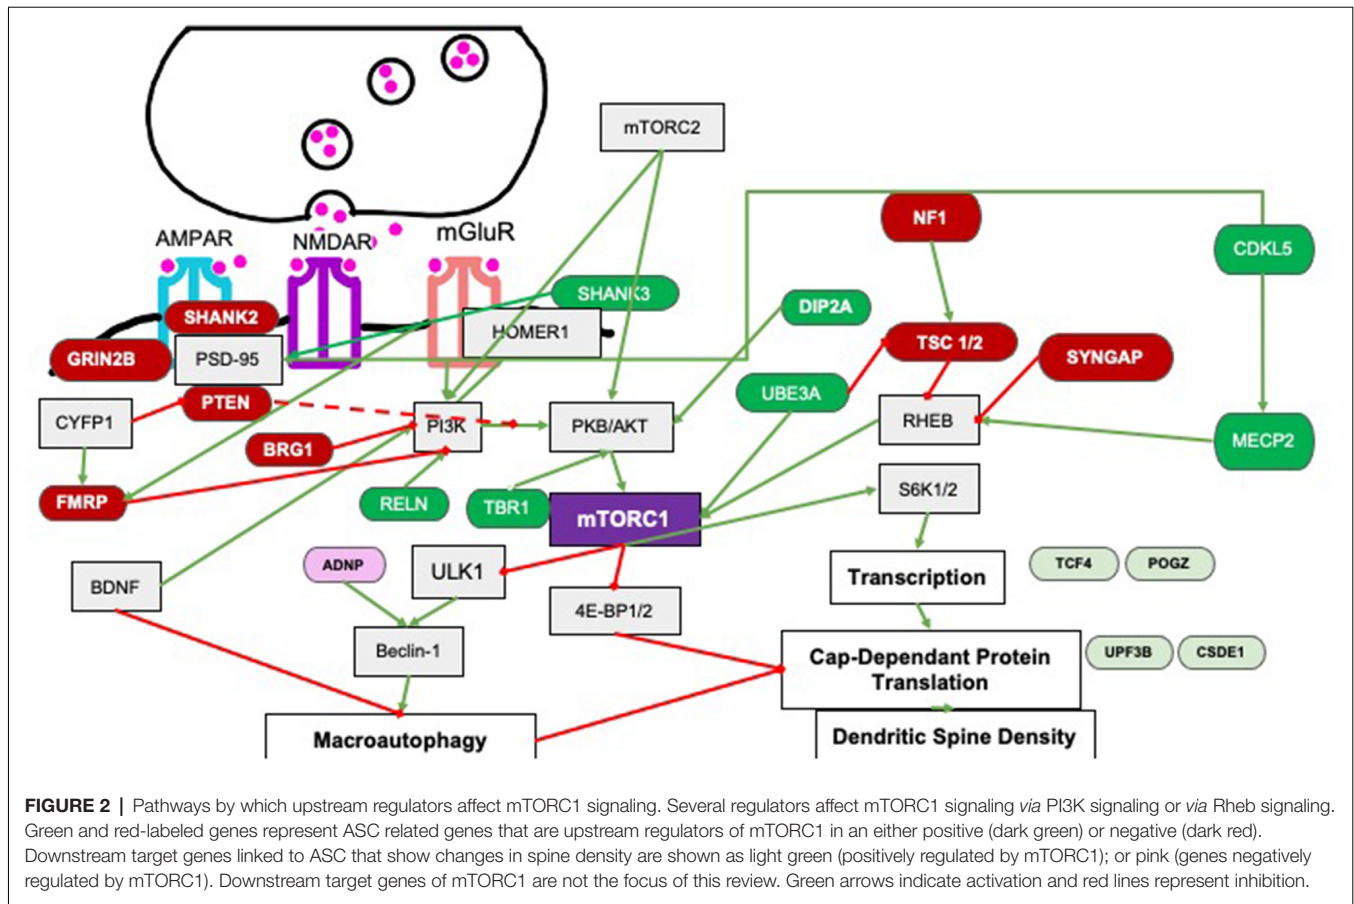 mTORC2
AMPAR
NMDAR
mGluR
NF1
CDKL5
SHANK3
DIP2A
SHANK2
HOMER1
GRIN2B
PSD-95
TSC 1/2
SYNGAP
PTEN
UBE3A
CYFP1
PI3K
PKB/AKT
RHEB
MECP2
BRG1
FMRP
RELN
TBR1
mTORC1
S6K1/2
ADNP
ULK1
BDNF
4E-BP1/2
Transcription
TCF4
POGZ
Beclin-1
Cap-Dependant Protein
Translation
UPF3B
CSDE1
Macroautophagy
Dendritic Spine Density
FIGURE 2 | Pathways by which upstream regulators affect mTORC1 signaling. Several regulators affect mTORC1 signaling via PI3K signaling or via Rheb signaling.
Green and red-labeled genes represent ASC related genes that are upstream regulators of mTORC1 in an either positive (dark green) or negative (dark red).
Downstream target genes linked to ASC that show changes in spine density are shown as light green (positively regulated by mTORC1); or pink (genes negatively
regulated by mTORC1). Downstream target genes of mTORC1 are not the focus of this review. Green arrows indicate activation and red lines represent inhibition.